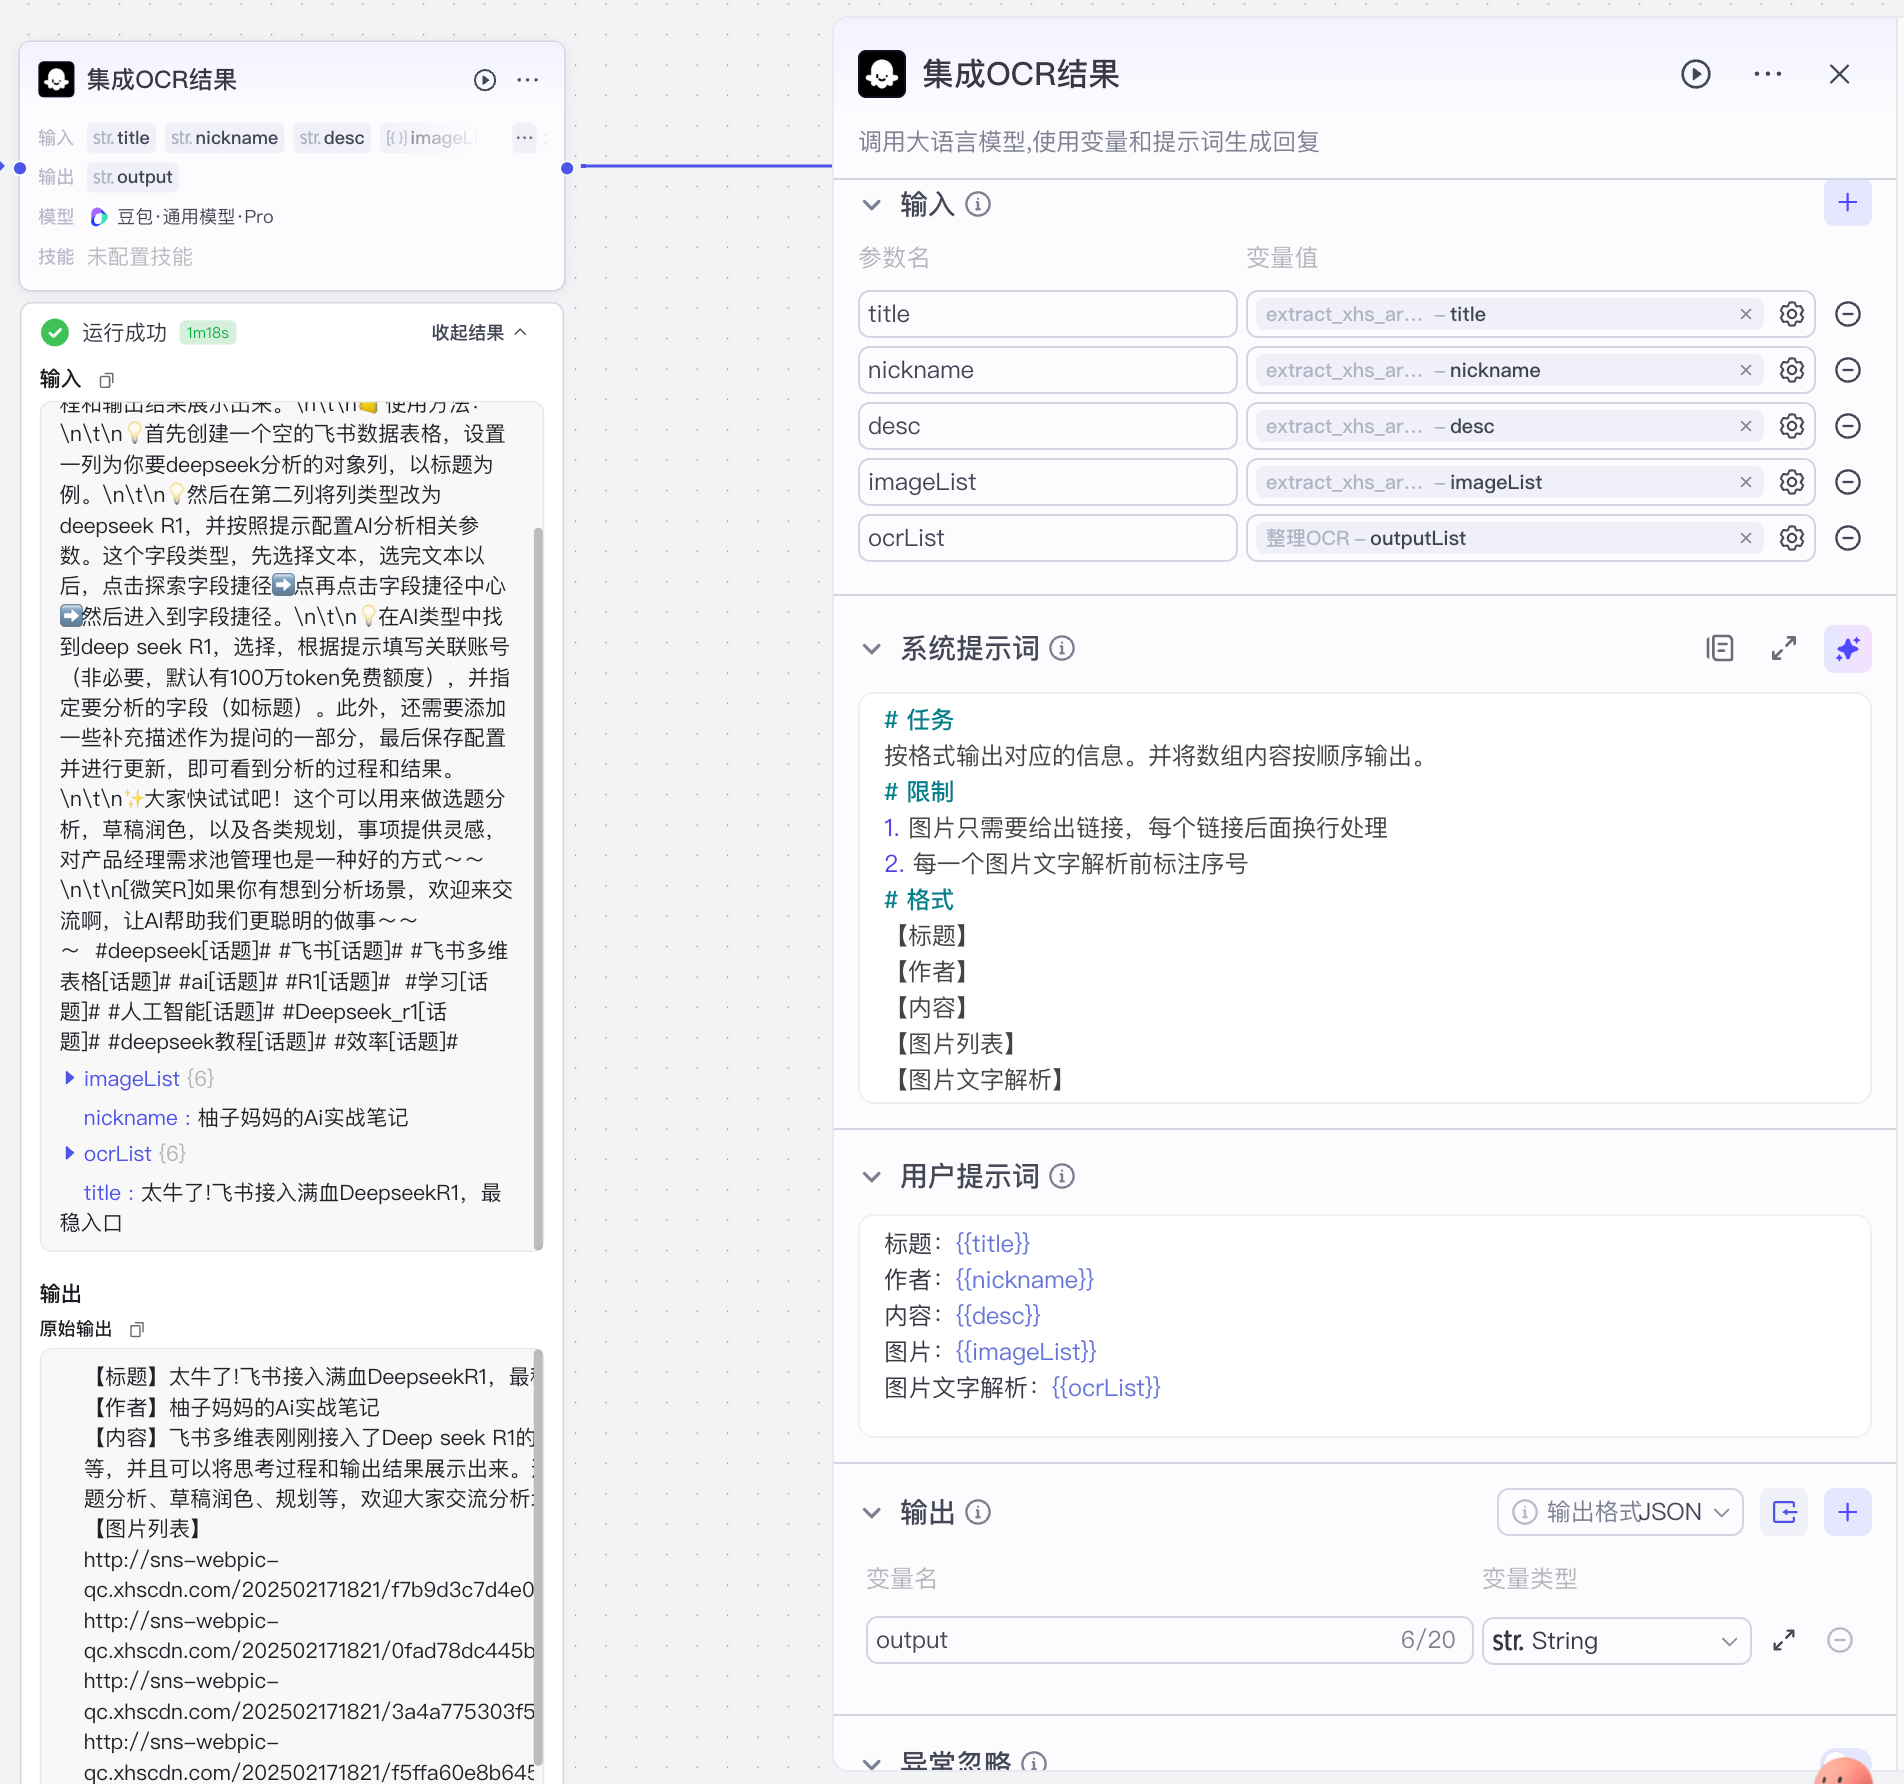 集成OCR结果
输入 str. title str. nickname str. desc [()] imageLi ...
输出 str. output
模型 豆包·通用模型·Pro
技能 未配置技能
运行成功 1m18s 收起结果
输入
程和输出结果展示出来。\n\t\n👉 使用方法：
\n\t\n💡首先创建一个空的飞书数据表格，设置
一列为你要deepseek分析的对象列，以标题为
例。\n\t\n💡然后在第二列将列类型改为
deepseek R1，并按照提示配置AI分析相关参
数。这个字段类型，先选择文本，选完文本以
后，点击探索字段捷径➡️点再点击字段捷径中心
➡️然后进入到字段捷径。\n\t\n💡在AI类型中找
到deep seek R1，选择，根据提示填写关联账号
（非必要，默认有100万token免费额度），并指
定要分析的字段（如标题）。此外，还需要添加
一些补充描述作为提问的一部分，最后保存配置
并进行更新，即可看到分析的过程和结果。
\n\t\n✨大家快试试吧！这个可以用来做选题分
析，草稿润色，以及各类规划，事项提供灵感，
对产品经理需求池管理也是一种好的方式～～
\n\t\n[微笑R]如果你有想到分析场景，欢迎来交
流啊，让AI帮助我们更聪明的做事～～
～ #deepseek[话题]# #飞书[话题]# #飞书多维
表格[话题]# #ai[话题]# #R1[话题]# #学习[话
题]# #人工智能[话题]# #Deepseek_r1[话
题]# #deepseek教程[话题]# #效率[话题]#
imageList {6}
nickname : 柚子妈妈的Ai实战笔记
ocrList {6}
title : 太牛了!飞书接入满血DeepseekR1，最
稳入口
输出
原始输出
【标题】太牛了!飞书接入满血DeepseekR1，最
【作者】柚子妈妈的Ai实战笔记
【内容】飞书多维表刚刚接入了Deep seek R1的
等，并且可以将思考过程和输出结果展示出来。
题分析、草稿润色、规划等，欢迎大家交流分析
【图片列表】
http://sns-webpic-
qc.xhscdn.com/202502171821/f7b9d3c7d4e0
http://sns-webpic-
qc.xhscdn.com/202502171821/0fad78dc445b
http://sns-webpic-
qc.xhscdn.com/202502171821/3a4a775303f5
http://sns-webpic-
qc.xhscdn.com/202502171821/f5ffa60e8b645
集成OCR结果
调用大语言模型,使用变量和提示词生成回复
输入
参数名 变量值
title extract_xhs_ar... – title
nickname extract_xhs_ar... – nickname
desc extract_xhs_ar... – desc
imageList extract_xhs_ar... – imageList
ocrList 整理OCR – outputList
系统提示词
# 任务
按格式输出对应的信息。并将数组内容按顺序输出。
# 限制
1. 图片只需要给出链接，每个链接后面换行处理
2. 每一个图片文字解析前标注序号
# 格式
【标题】
【作者】
【内容】
【图片列表】
【图片文字解析】
用户提示词
标题：{{title}}
作者：{{nickname}}
内容：{{desc}}
图片：{{imageList}}
图片文字解析：{{ocrList}}
输出 输出格式JSON
变量名 变量类型
output 6/20 str. String
异常忽略